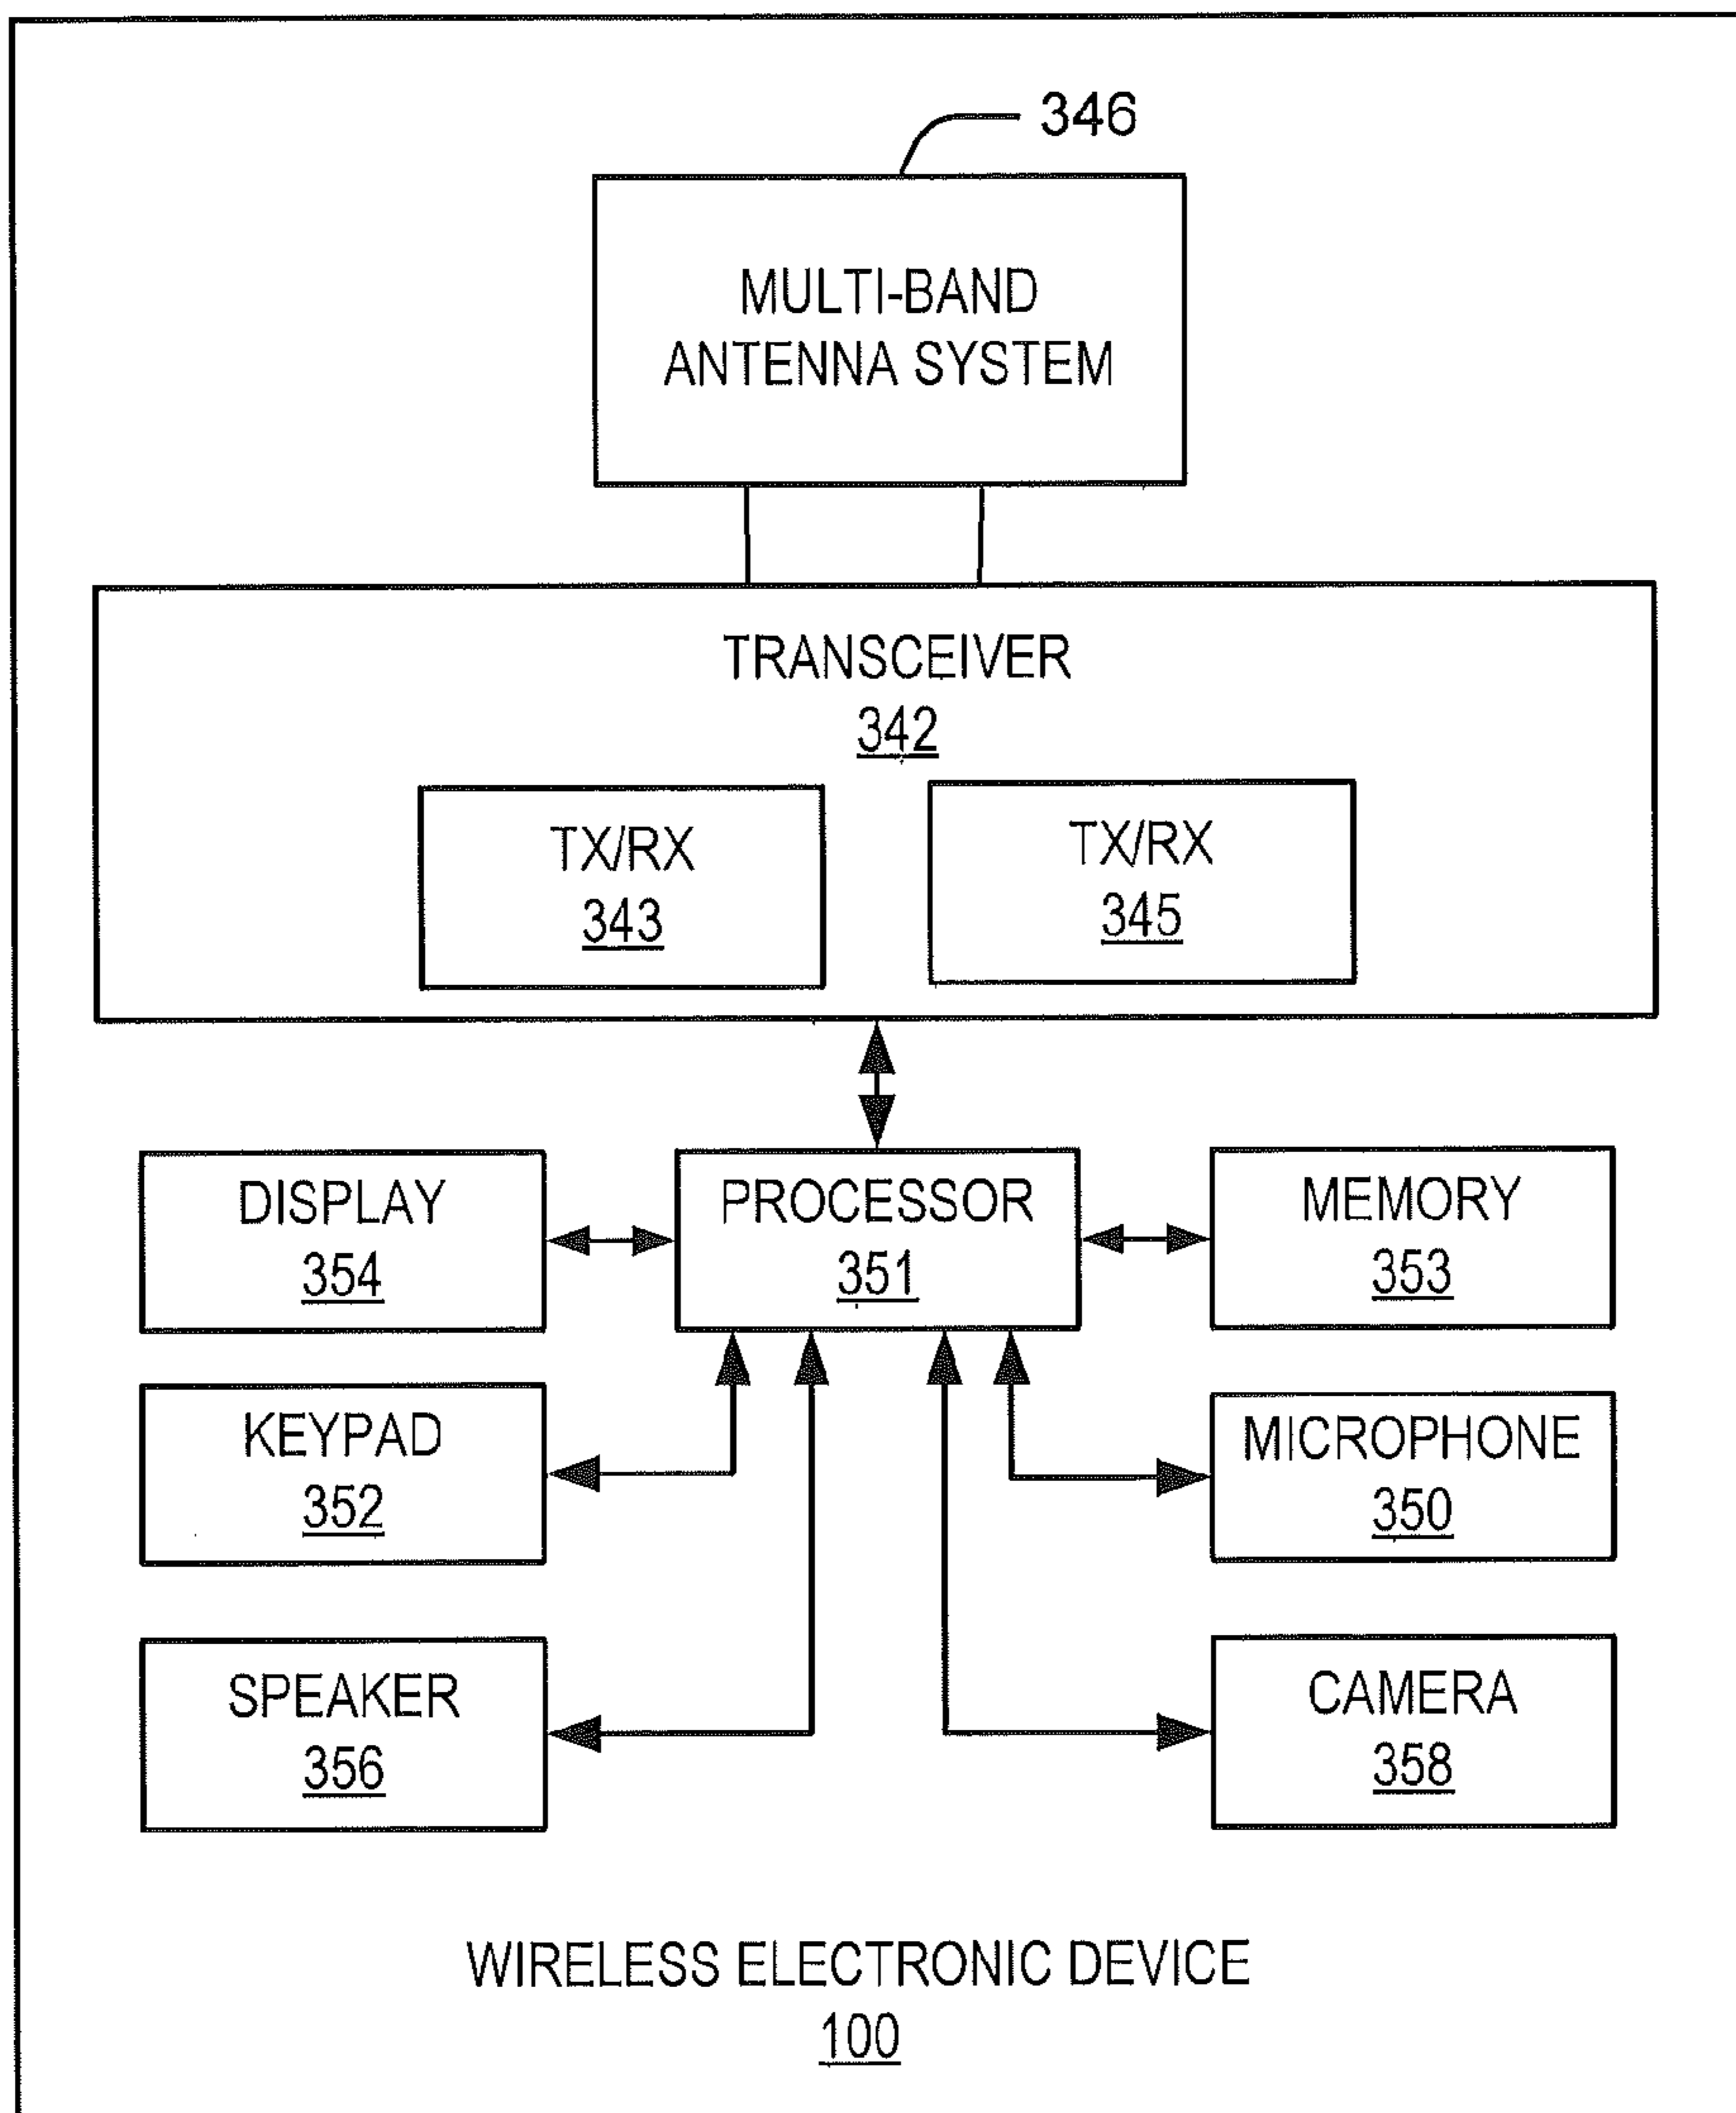 346
MULTI-BAND
ANTENNA SYSTEM
TRANSCEIVER
342
TX/RX
343
TX/RX
345
DISPLAY
354
PROCESSOR
351
MEMORY
353
KEYPAD
352
MICROPHONE
350
SPEAKER
356
CAMERA
358
WIRELESS ELECTRONIC DEVICE
100